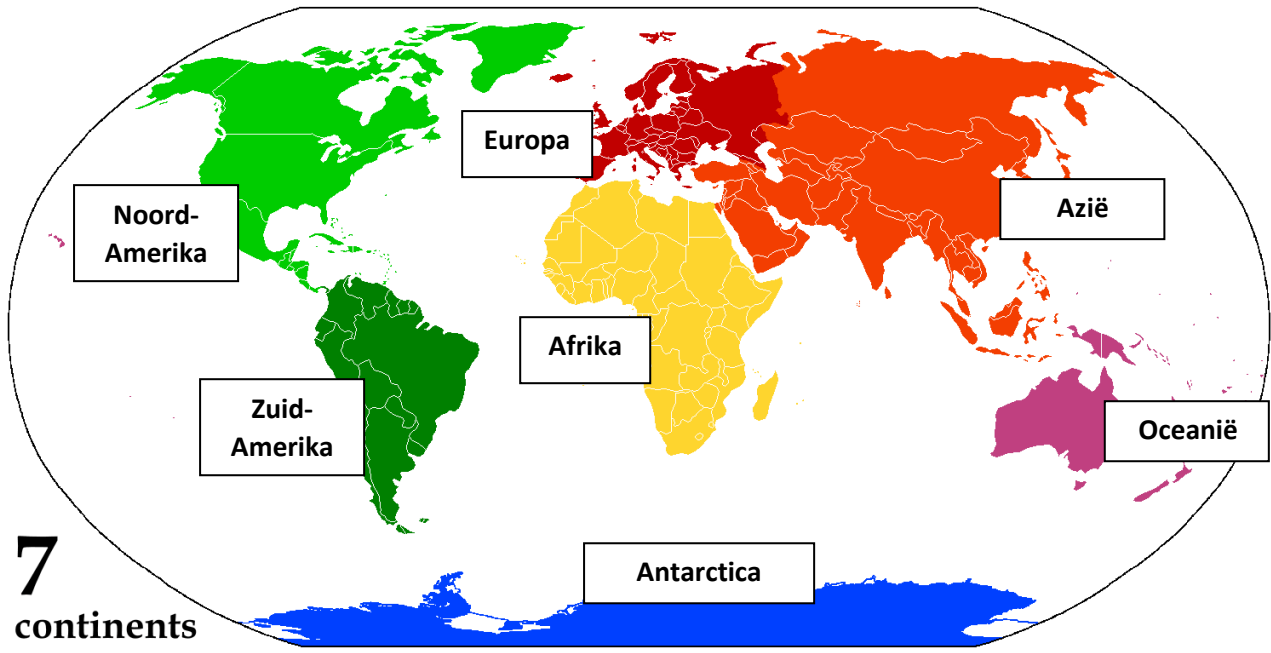 Europa
Noord-
Amerika
Azië
Afrika
Zuid-
Amerika
Oceanië
Antarctica
7
continents